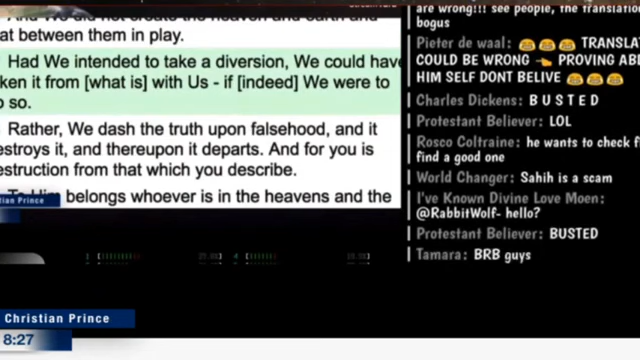 And We did not create the heaven and earth and
at between them in play.
Had We intended to take a diversion, We could have
ken it from [what is] with Us - if [indeed] We were to
o so.
Rather, We dash the truth upon falsehood, and it
estroys it, and thereupon it departs. And for you is
estruction from that which you describe.
To Him belongs whoever is in the heavens and the
tian Prince
are wrong!!! see people, the translation
bogus
Pieter de waal: 😂😂😂 TRANSLAT
COULD BE WRONG 👈 PROVING ABD
HIM SELF DONT BELIVE 😂😂😂
Charles Dickens: B U S T E D
Protestant Believer: LOL
Rosco Coltraine: he wants to check f
find a good one
World Changer: Sahih is a scam
I've Known Divine Love Moen:
@RabbitWolf- hello?
Protestant Believer: BUSTED
Tamara: BRB guys
Christian Prince
8:27